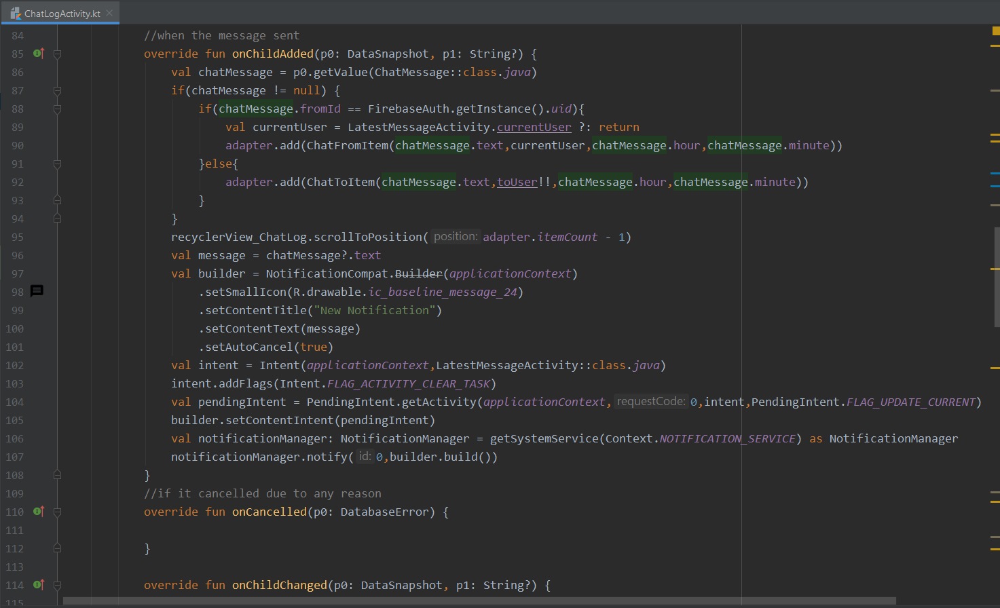 ChatLogActivity.kt
84 //when the message sent
85 override fun onChildAdded(p0: DataSnapshot, p1: String?) {
86 val chatMessage = p0.getValue(ChatMessage::class.java)
87 if(chatMessage != null) {
88 if(chatMessage.fromId == FirebaseAuth.getInstance().uid){
89 val currentUser = LatestMessageActivity.currentUser ?: return
90 adapter.add(ChatFromItem(chatMessage.text,currentUser,chatMessage.hour,chatMessage.minute))
91 }else{
92 adapter.add(ChatToItem(chatMessage.text,toUser!!,chatMessage.hour,chatMessage.minute))
93 }
94 }
95 recyclerView_ChatLog.scrollToPosition( position: adapter.itemCount - 1)
96 val message = chatMessage?.text
97 val builder = NotificationCompat.Builder(applicationContext)
98 .setSmallIcon(R.drawable.ic_baseline_message_24)
99 .setContentTitle("New Notification")
100 .setContentText(message)
101 .setAutoCancel(true)
102 val intent = Intent(applicationContext,LatestMessageActivity::class.java)
103 intent.addFlags(Intent.FLAG_ACTIVITY_CLEAR_TASK)
104 val pendingIntent = PendingIntent.getActivity(applicationContext, requestCode: 0,intent,PendingIntent.FLAG_UPDATE_CURRENT)
105 builder.setContentIntent(pendingIntent)
106 val notificationManager: NotificationManager = getSystemService(Context.NOTIFICATION_SERVICE) as NotificationManager
107 notificationManager.notify( id: 0,builder.build())
108 }
109 //if it cancelled due to any reason
110 override fun onCancelled(p0: DatabaseError) {
111
112 }
113
114 override fun onChildChanged(p0: DataSnapshot, p1: String?) {
115